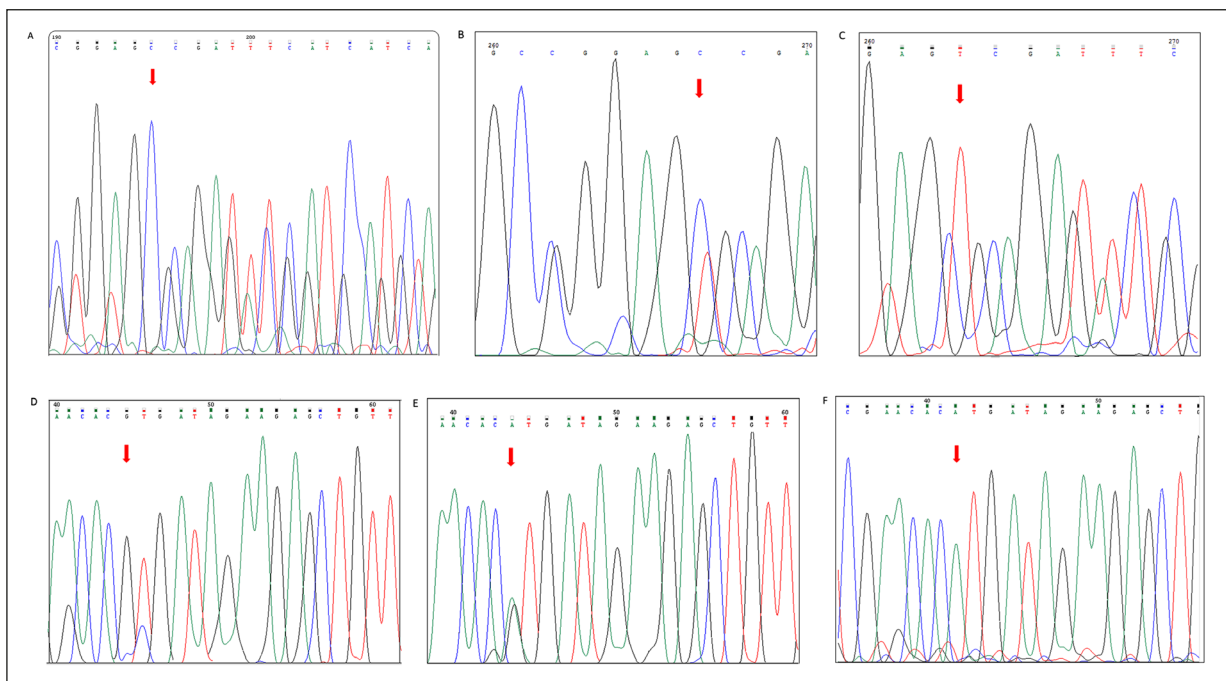 A
190 200
C G G A G C C G A T T T C A T C A T C A
B
260 270
G C C G G A G C C G A
C
260 270
G A G T C G A T T T C
D
40 50 60
A A C A C G T G A T A G A A G A G C T G T T
E
40 50 60
A A C A C A T G A T A G A A G A G C T G T T
F
40 50
C G A A C A C A T G A T A G A A G A G C T G